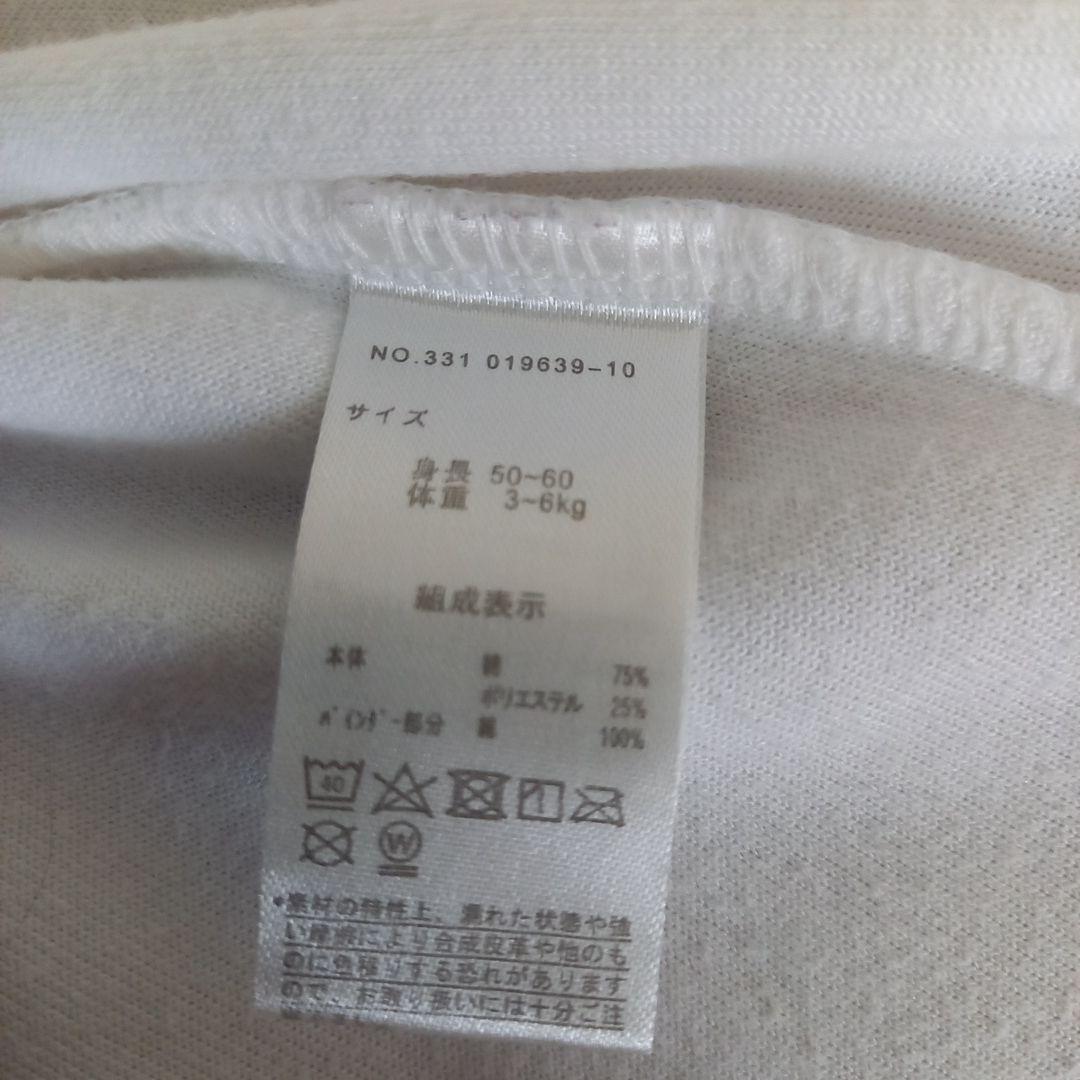 NO.331 019639-10
サイズ
身長 50~60
体重 3~6kg
組成表示
本体 綿 75%
ポリエステル 25%
ﾊﾞｲﾝﾀﾞｰ部分 綿 100%
40
W
*素材の特性上、濡れた状態や強
い摩擦により合成皮革や他のも
のに色移りする恐れがあります
ので、お取り扱いには十分ご注